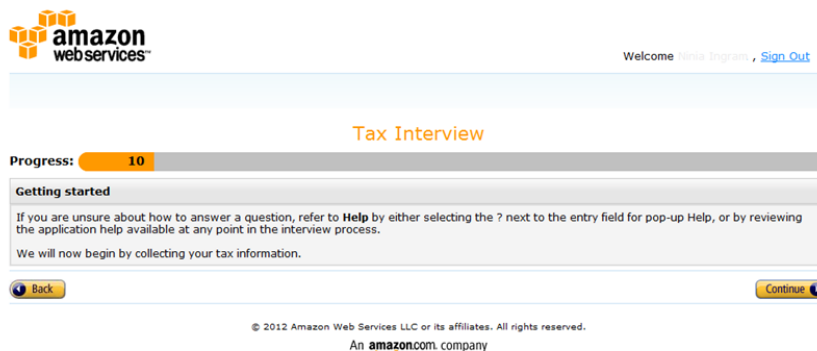 amazon
webservices™
Welcome Ninia Ingram , Sign Out
Tax Interview
Progress: 10
Getting started
If you are unsure about how to answer a question, refer to Help by either selecting the ? next to the entry field for pop-up Help, or by reviewing
the application help available at any point in the interview process.
We will now begin by collecting your tax information.
Back
Continue
© 2012 Amazon Web Services LLC or its affiliates. All rights reserved.
An amazon.com. company